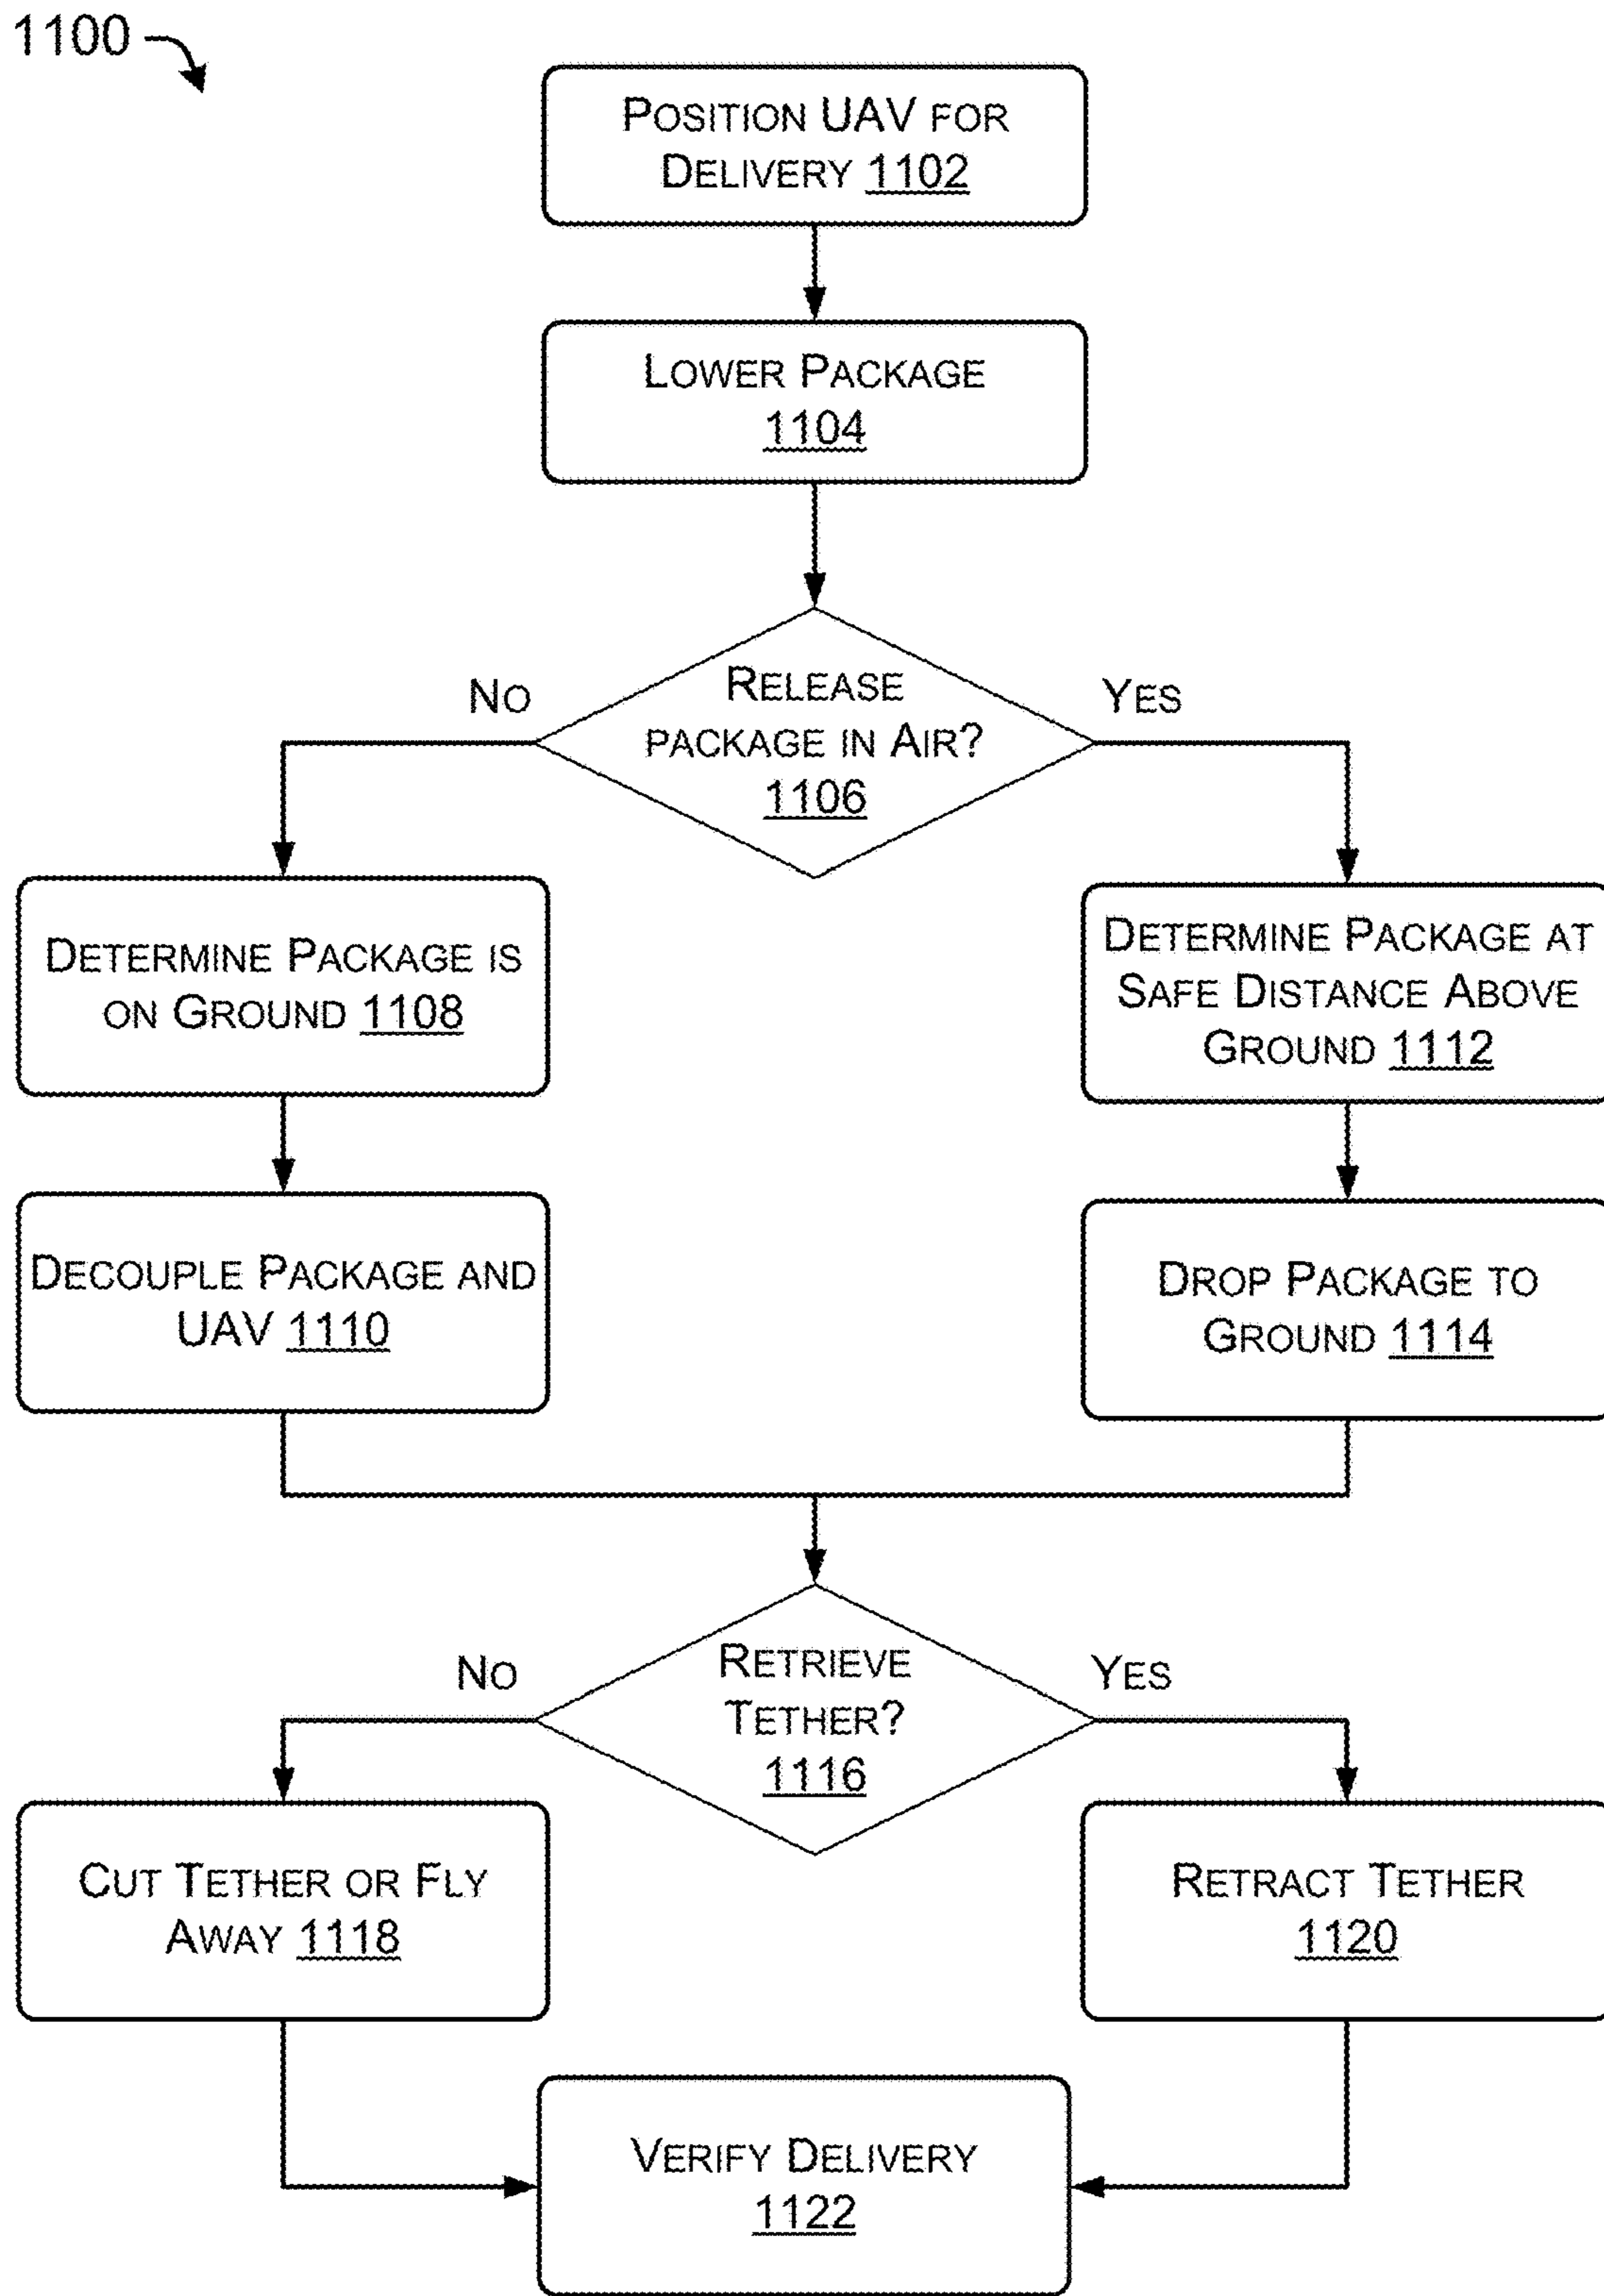 1100
Position UAV for
Delivery 1102
Lower Package
1104
Release
package in Air?
1106
No
Yes
Determine Package is
on Ground 1108
Determine Package at
Safe Distance Above
Ground 1112
Decouple Package and
UAV 1110
Drop Package to
Ground 1114
Retrieve
Tether?
1116
No
Yes
Cut Tether or Fly
Away 1118
Retract Tether
1120
Verify Delivery
1122